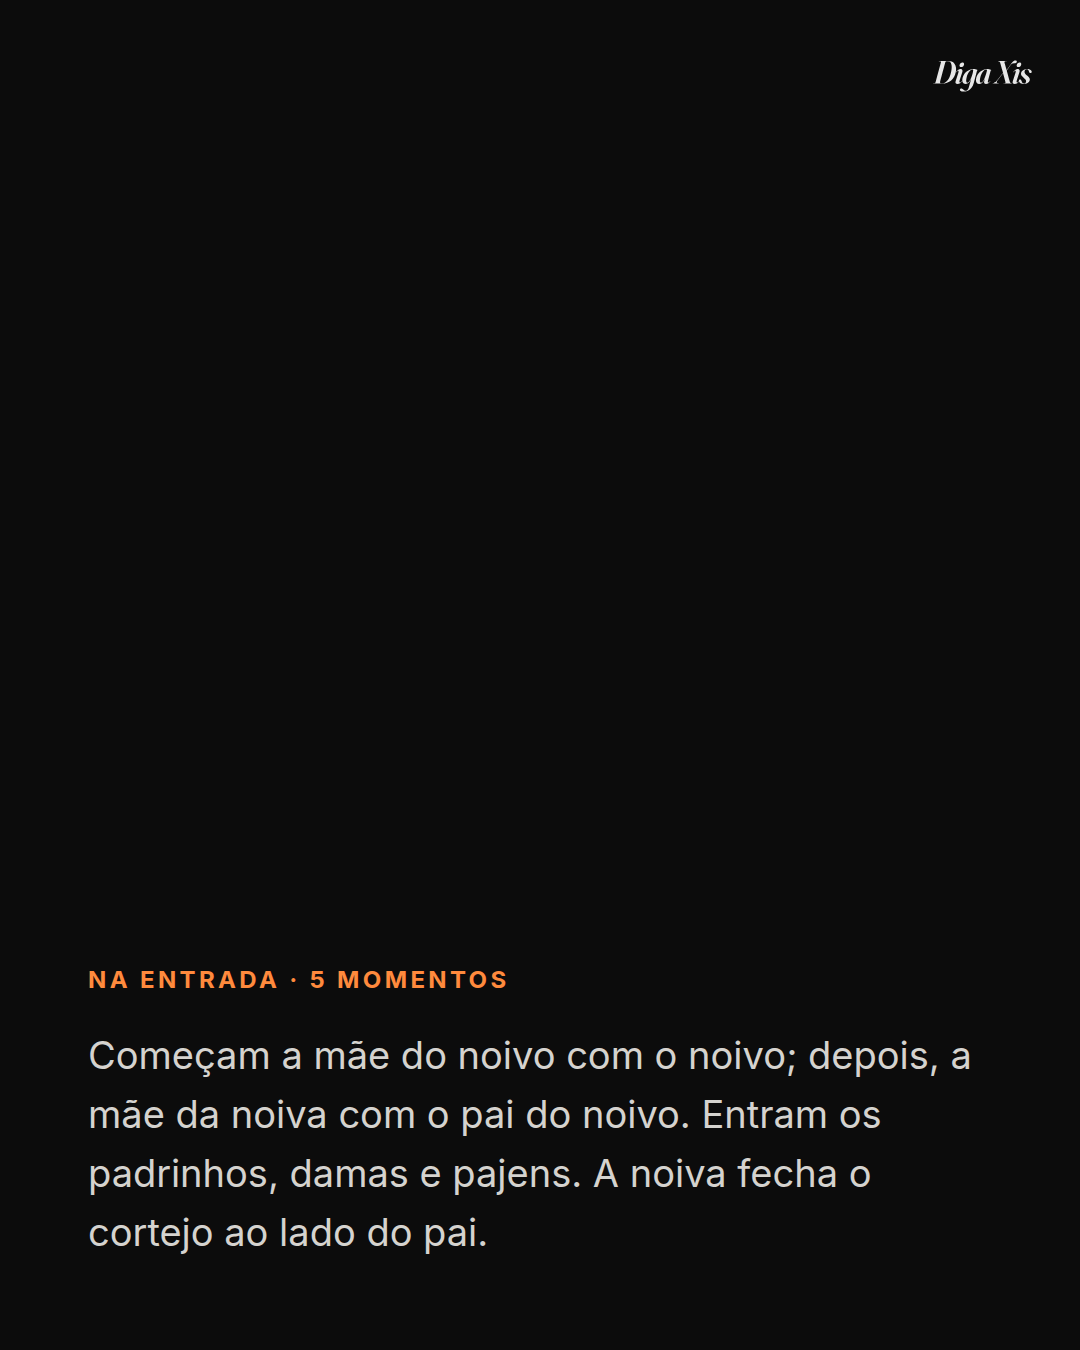 Diga Xis
NA ENTRADA · 5 MOMENTOS
Começam a mãe do noivo com o noivo; depois, a
mãe da noiva com o pai do noivo. Entram os
padrinhos, damas e pajens. A noiva fecha o
cortejo ao lado do pai.